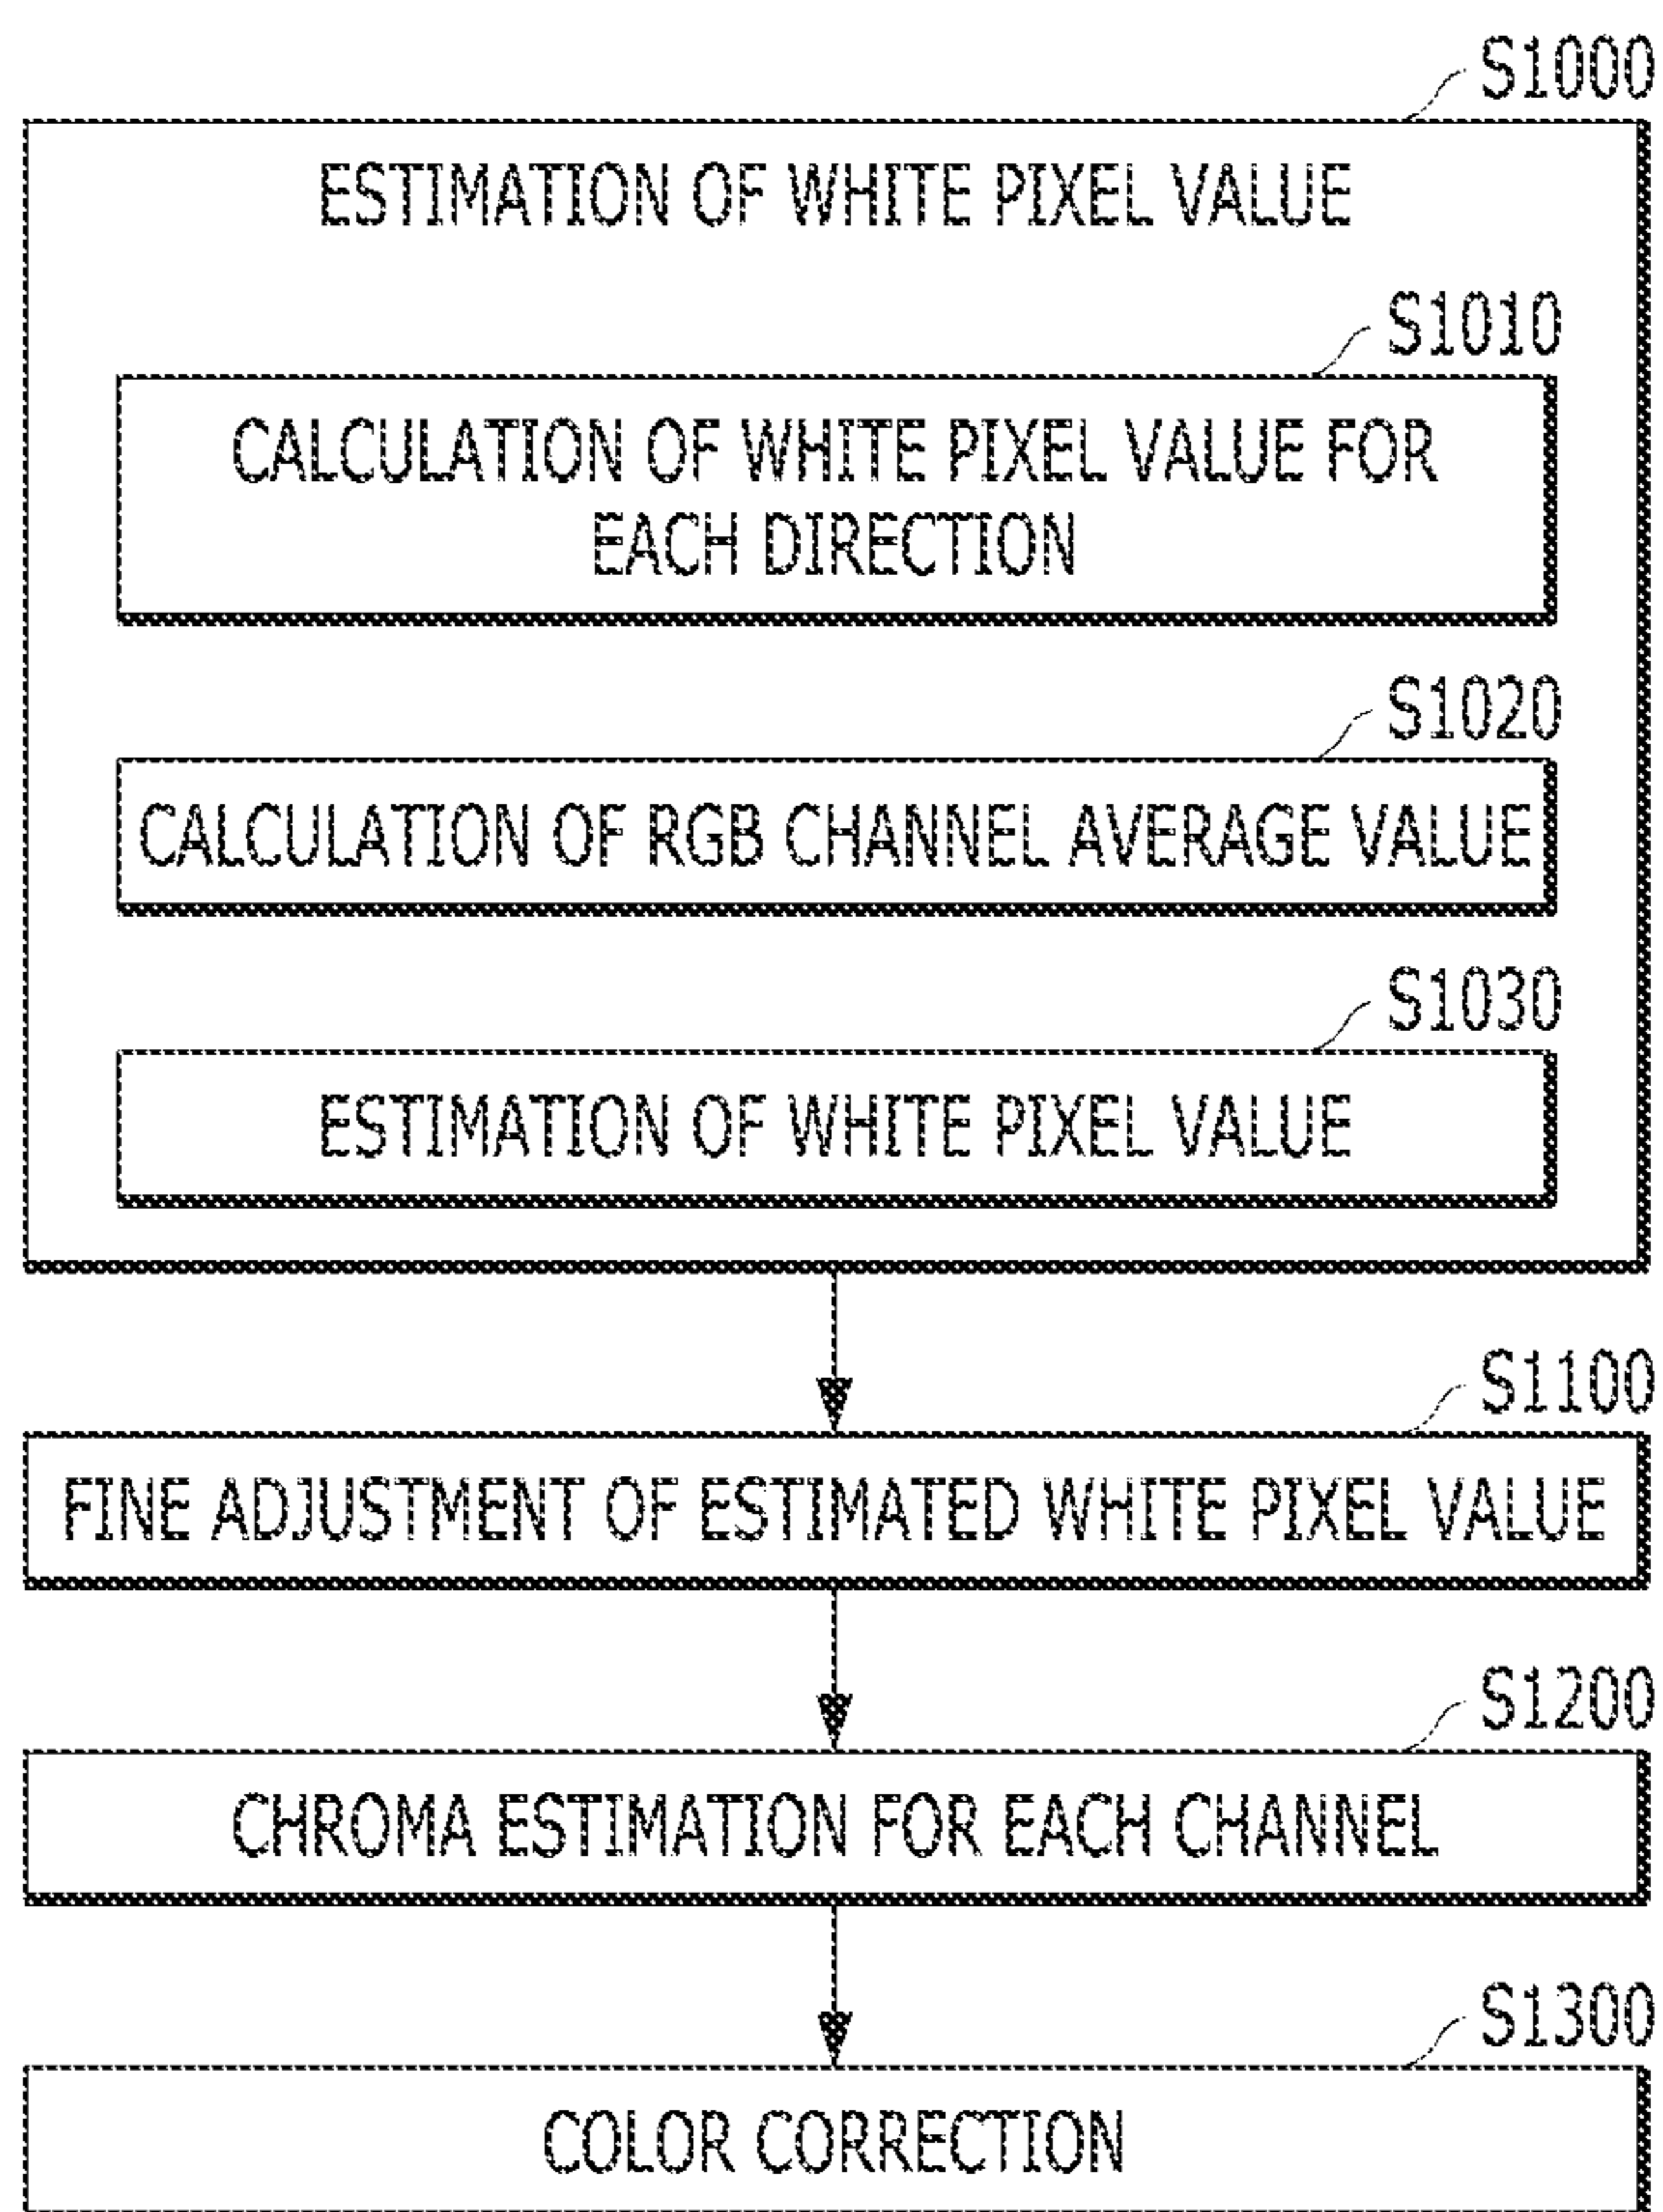 S1000
ESTIMATION OF WHITE PIXEL VALUE
S1010
CALCULATION OF WHITE PIXEL VALUE FOR
EACH DIRECTION
S1020
CALCULATION OF RGB CHANNEL AVERAGE VALUE
S1030
ESTIMATION OF WHITE PIXEL VALUE
S1100
FINE ADJUSTMENT OF ESTIMATED WHITE PIXEL VALUE
S1200
CHROMA ESTIMATION FOR EACH CHANNEL
S1300
COLOR CORRECTION